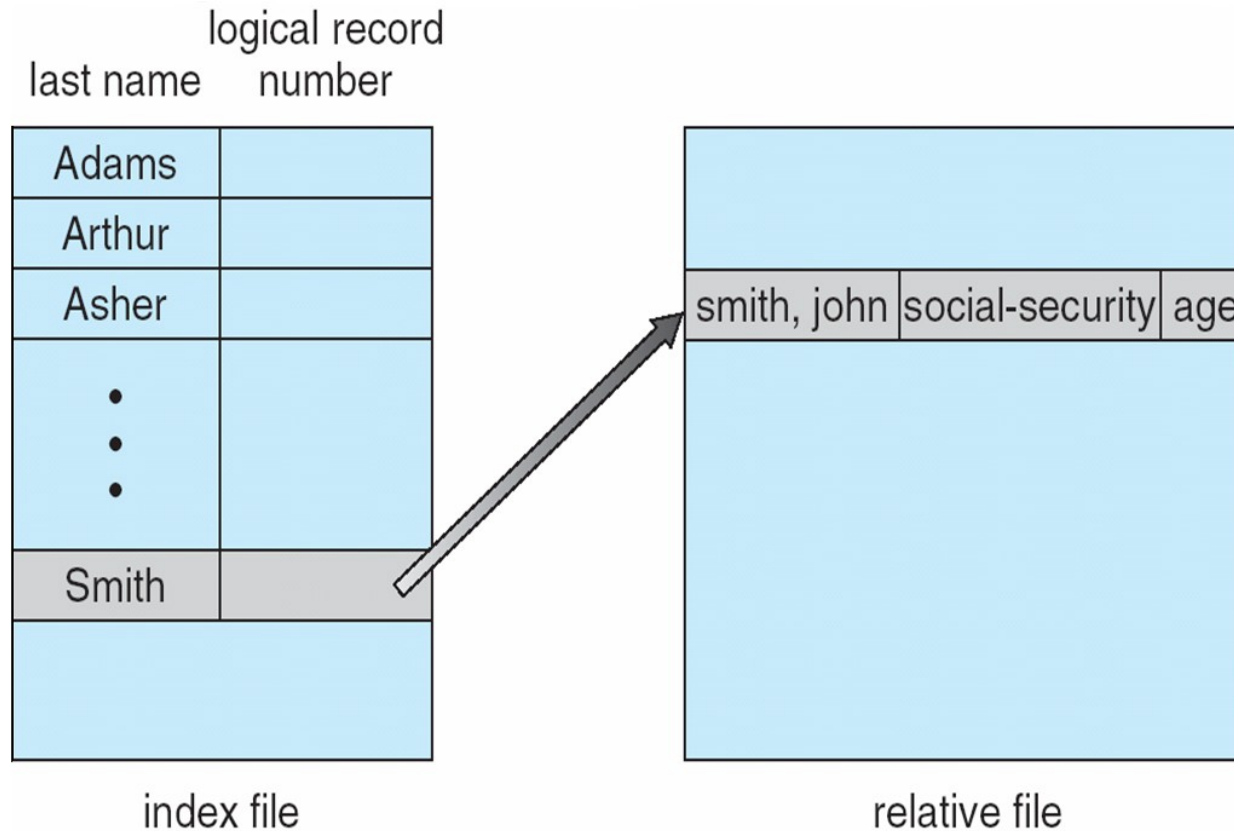 logical record
last name number
Adams
Arthur
Asher
Smith
smith, john social-security age
index file
relative file